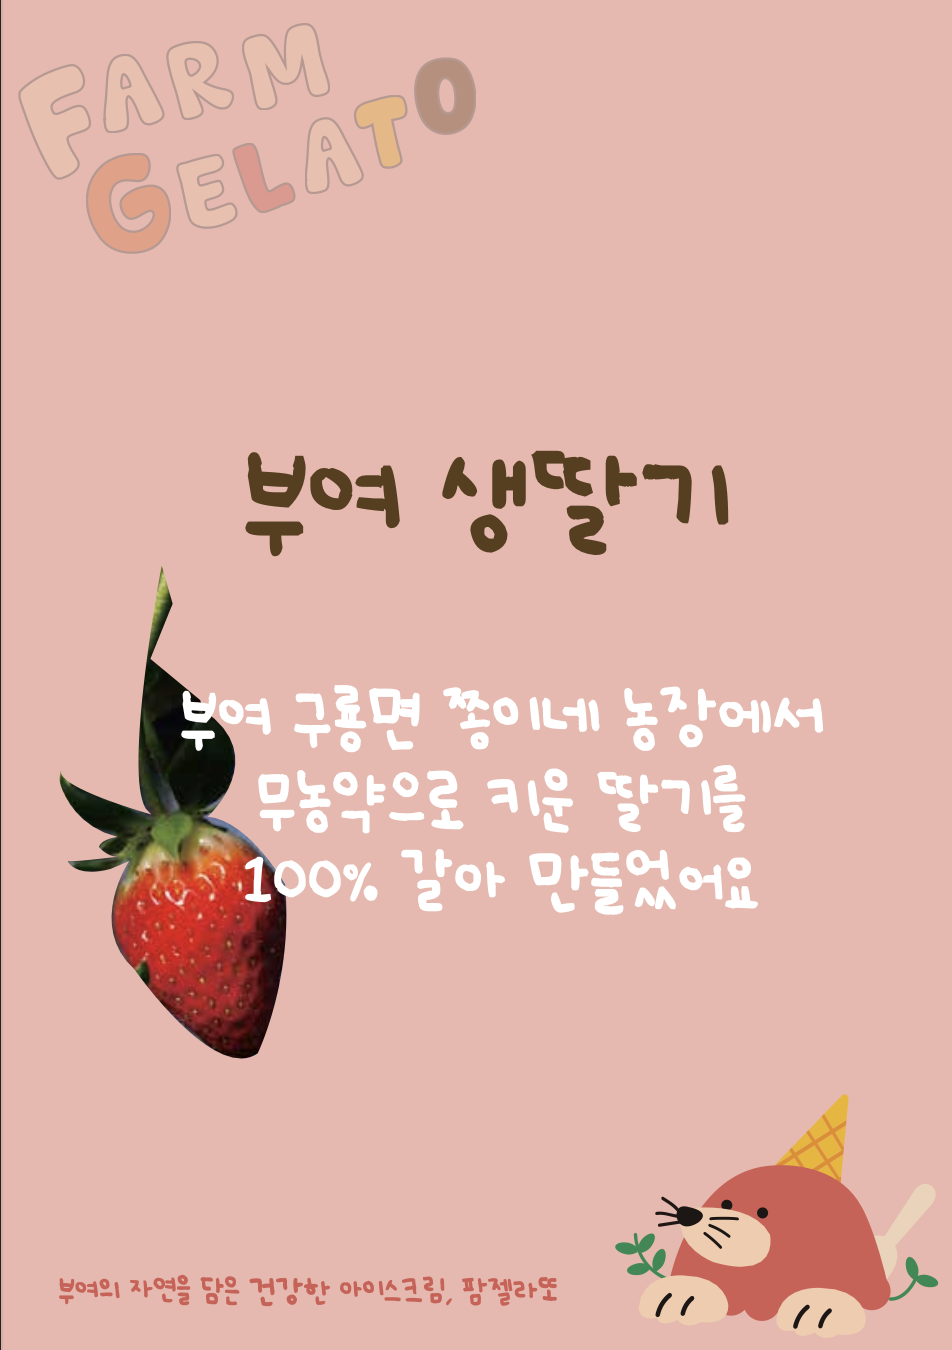 FARM
GELATO
부여 생딸기
부여 구룡면 쫑이네 농장에서
무농약으로 키운 딸기를
100% 갈아 만들었어요
부여의 자연을 담은 건강한 아이스크림, 팜젤라또